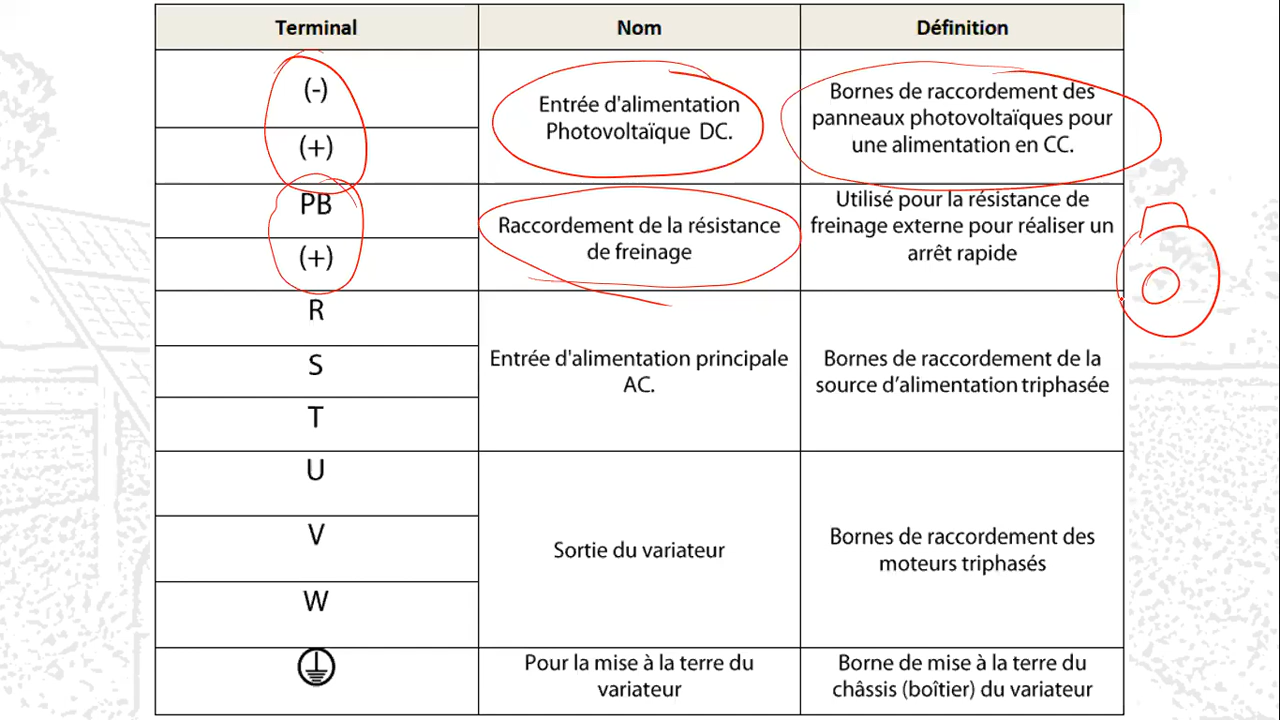 Terminal Nom Définition
(-)
Entrée d'alimentation
Photovoltaïque DC.
Bornes de raccordement des
panneaux photovoltaïques pour
une alimentation en CC.
(+)
PB
Raccordement de la résistance
de freinage
Utilisé pour la résistance de
freinage externe pour réaliser un
arrêt rapide
(+)
R
Entrée d'alimentation principale
AC.
Bornes de raccordement de la
source d’alimentation triphasée
S
T
U
Sortie du variateur
Bornes de raccordement des
moteurs triphasés
V
W
Pour la mise à la terre du
variateur
Borne de mise à la terre du
châssis (boîtier) du variateur